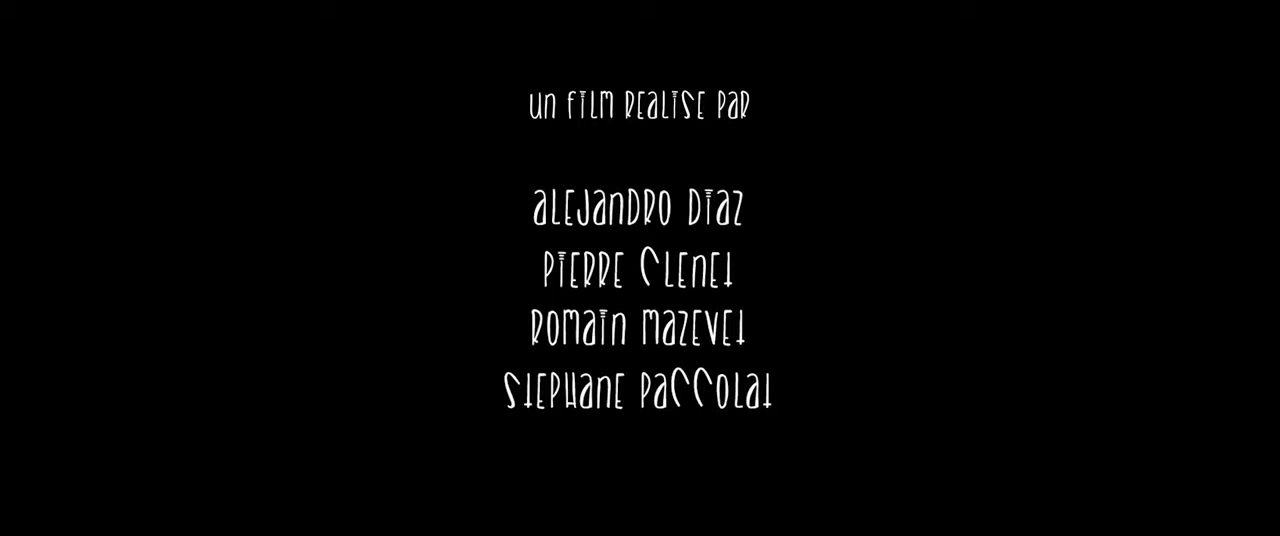 un film realise par
alejandro diaz
pierre clenet
romain mazevet
stephane paccolat